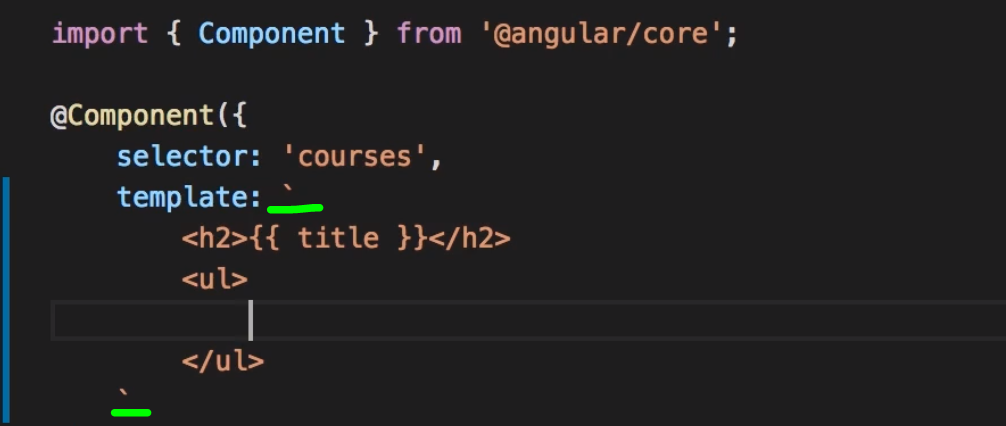 import { Component } from '@angular/core';
@Component({
selector: 'courses',
template: `
<h2>{{ title }}</h2>
<ul>
</ul>
`